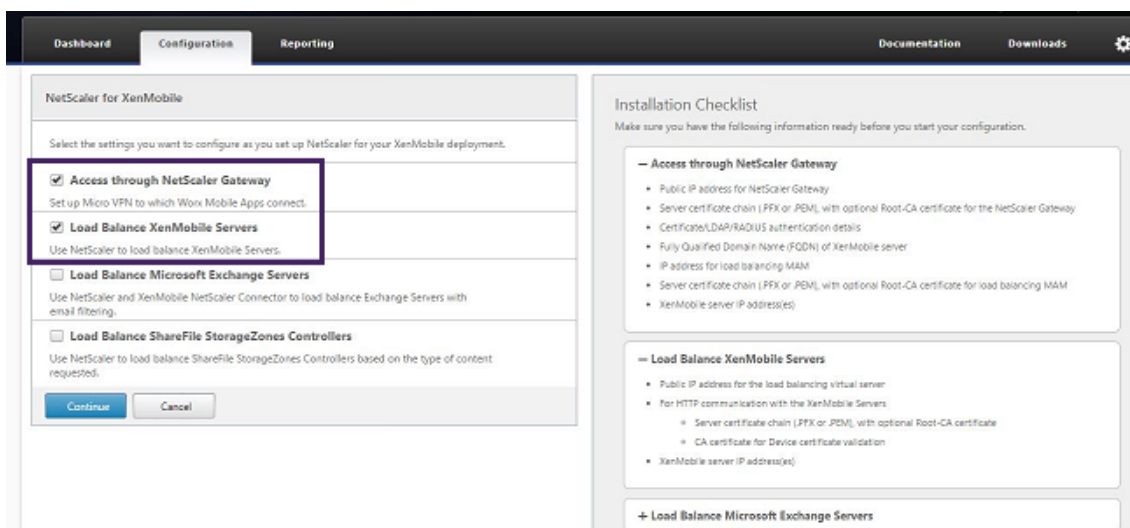 Dashboard Configuration Reporting Documentation Downloads
NetScaler for XenMobile
Select the settings you want to configure as you set up NetScaler for your XenMobile deployment.
Access through NetScaler Gateway
Set up Micro VPN to which Worx Mobile Apps connect.
Load Balance XenMobile Servers
Use NetScaler to load balance XenMobile Servers.
Load Balance Microsoft Exchange Servers
Use NetScaler and XenMobile NetScaler Connector to load balance Exchange Servers with
email filtering.
Load Balance ShareFile StorageZones Controllers
Use NetScaler to load balance ShareFile StorageZones Controllers based on the type of content
requested.
Continue Cancel
Installation Checklist
Make sure you have the following information ready before you start your configuration.
— Access through NetScaler Gateway
• Public IP address for NetScaler Gateway
• Server certificate chain (.PFX or .PEM), with optional Root-CA certificate for the NetScaler Gateway
• Certificate/LDAP/RADIUS authentication details
• Fully Qualified Domain Name (FQDN) of XenMobile server
• IP address for load balancing MAM
• Server certificate chain (.PFX or .PEM), with optional Root-CA certificate for load balancing MAM
• XenMobile server IP address(es)
— Load Balance XenMobile Servers
• Public IP address for the load balancing virtual server
• For HTTP communication with the XenMobile Servers
Server certificate chain (.PFX or .PEM), with optional Root-CA certificate
CA certificate for Device certificate validation
• XenMobile server IP address(es)
+ Load Balance Microsoft Exchange Servers